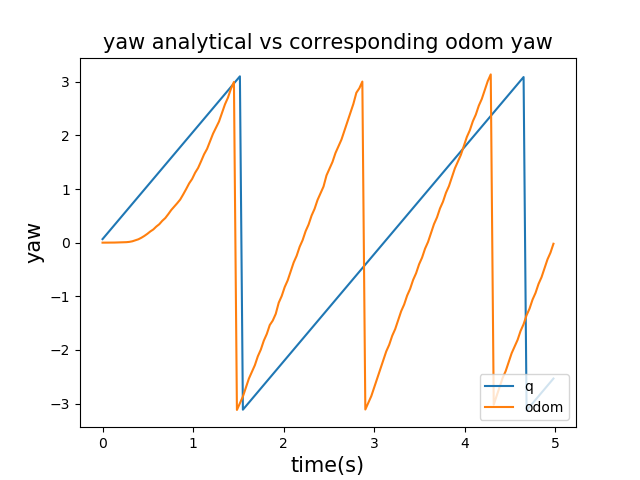 yaw analytical vs corresponding odom yaw
yaw
3
2
1
0
−1
−2
−3
q
odom
0 1 2 3 4 5
time(s)